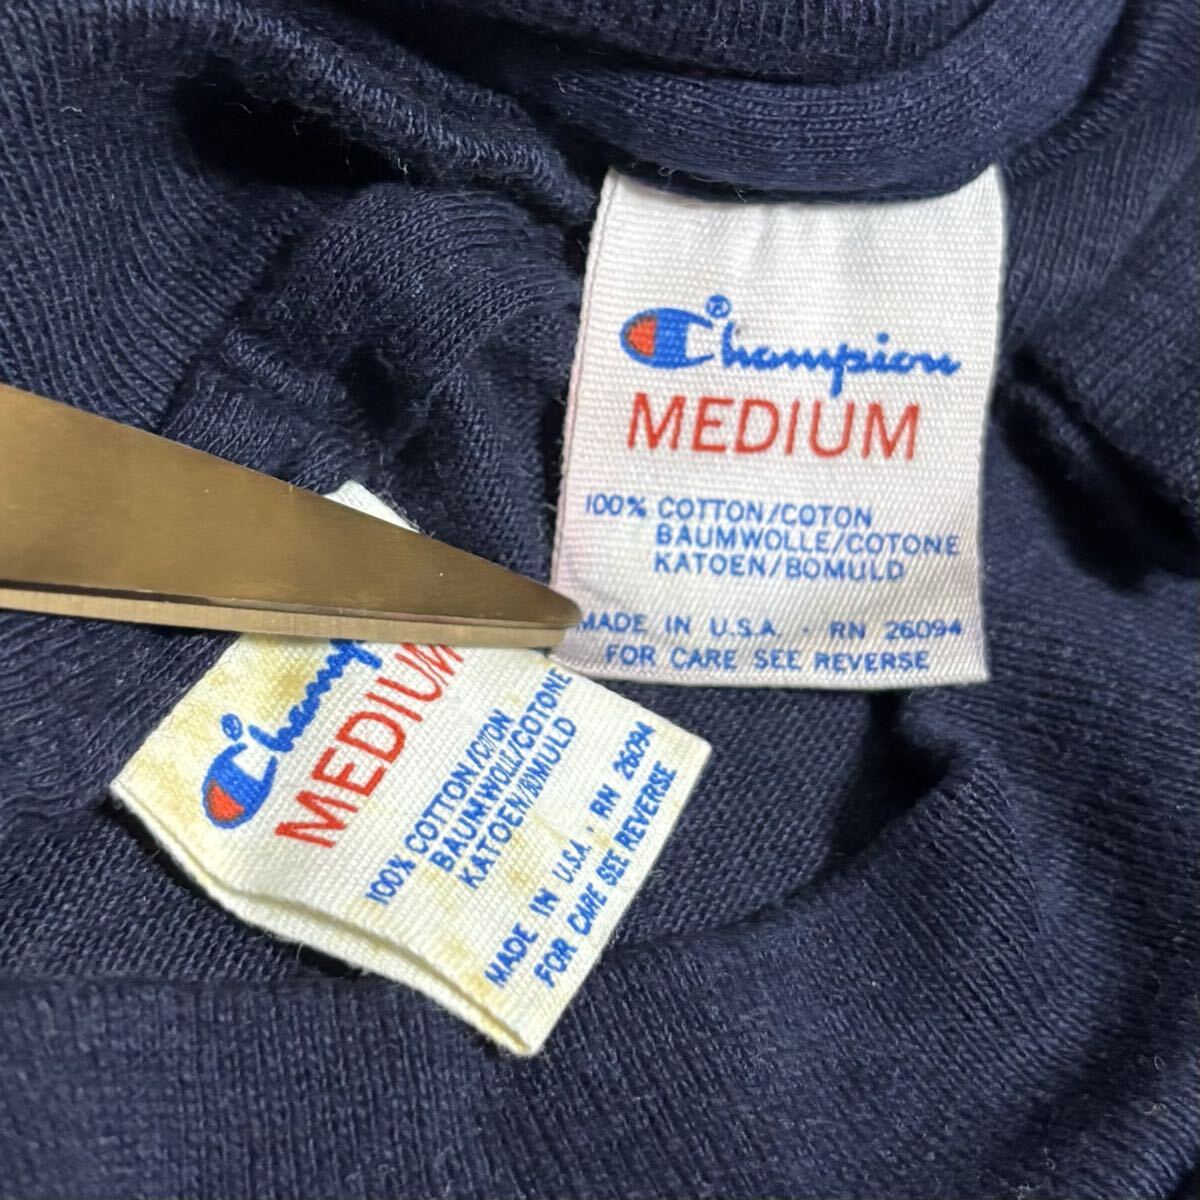 Champion®
MEDIUM
100% COTTON/COTON
BAUMWOLLE/COTONE
KATOEN/BOMULD
MADE IN U.S.A. · RN 26094
FOR CARE SEE REVERSE
®
MEDIUM
100% COTTON/COTON
BAUMWOLLE/COTONE
KATOEN/BOMULD
MADE IN U.S.A. · RN 26094
FOR CARE SEE REVERSE